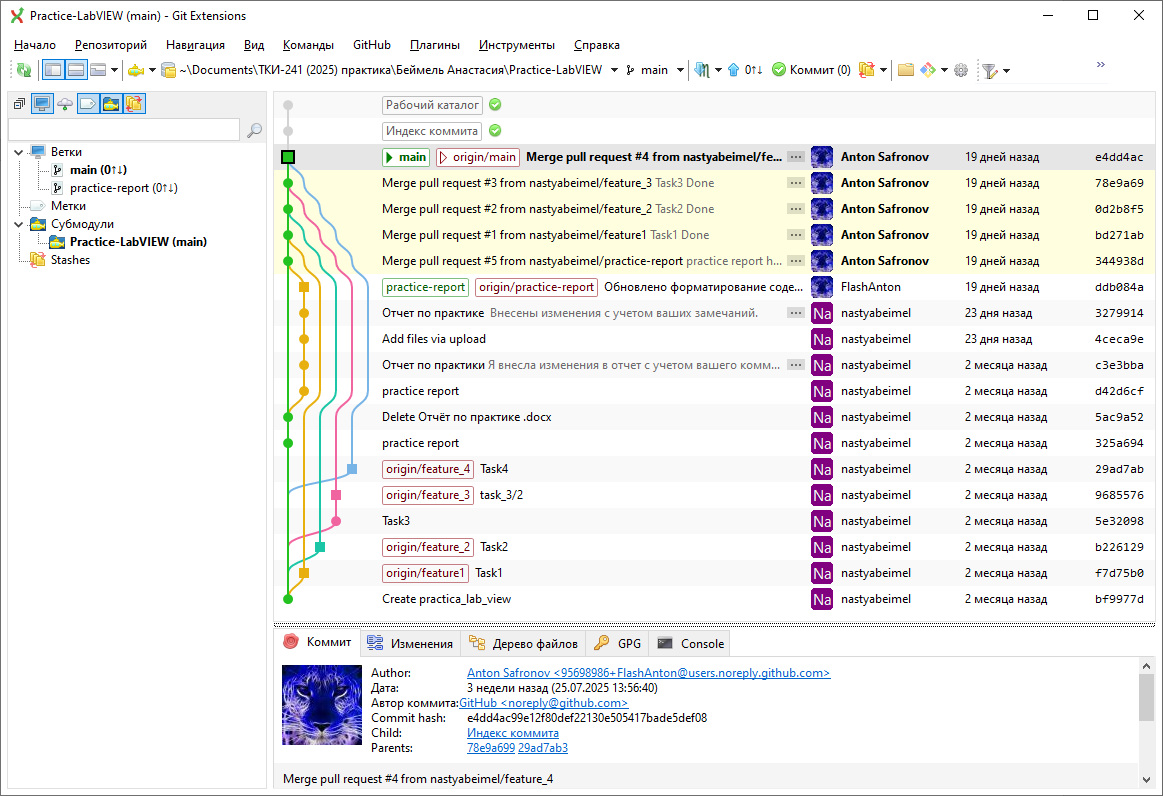 Practice-LabVIEW (main) - Git Extensions
Начало Репозиторий Навигация Вид Команды GitHub Плагины Инструменты Справка
~\Documents\ТКИ-241 (2025) практика\Беймель Анастасия\Practice-LabVIEW main 0↑↓ Коммит (0) »
Ветки
main (0↑↓)
practice-report (0↑↓)
Метки
Субмодули
Practice-LabVIEW (main)
Stashes
Рабочий каталог
Индекс коммита
main origin/main Merge pull request #4 from nastyabeimel/fe... Anton Safronov 19 дней назад e4dd4ac
Merge pull request #3 from nastyabeimel/feature_3 Task3 Done Anton Safronov 19 дней назад 78e9a69
Merge pull request #2 from nastyabeimel/feature_2 Task2 Done Anton Safronov 19 дней назад 0d2b8f5
Merge pull request #1 from nastyabeimel/feature1 Task1 Done Anton Safronov 19 дней назад bd271ab
Merge pull request #5 from nastyabeimel/practice-report practice report h... Anton Safronov 19 дней назад 344938d
practice-report origin/practice-report Обновлено форматирование соде... FlashAnton 19 дней назад ddb084a
Отчет по практике Внесены изменения с учетом ваших замечаний. Na nastyabeimel 23 дня назад 3279914
Add files via upload Na nastyabeimel 23 дня назад 4ceca9e
Отчет по практики Я внесла изменения в отчет с учетом вашего комм... Na nastyabeimel 2 месяца назад c3e3bba
practice report Na nastyabeimel 2 месяца назад d42d6cf
Delete Отчёт по практике .docx Na nastyabeimel 2 месяца назад 5ac9a52
practice report Na nastyabeimel 2 месяца назад 325a694
origin/feature_4 Task4 Na nastyabeimel 2 месяца назад 29ad7ab
origin/feature_3 task_3/2 Na nastyabeimel 2 месяца назад 9685576
Task3 Na nastyabeimel 2 месяца назад 5e32098
origin/feature_2 Task2 Na nastyabeimel 2 месяца назад b226129
origin/feature1 Task1 Na nastyabeimel 2 месяца назад f7d75b0
Create practica_lab_view Na nastyabeimel 2 месяца назад bf9977d
Коммит Изменения Дерево файлов GPG Console
Author: Anton Safronov <95698986+FlashAnton@users.noreply.github.com>
Дата: 3 недели назад (25.07.2025 13:56:40)
Автор коммита: GitHub <noreply@github.com>
Commit hash: e4dd4ac99e12f80def22130e505417bade5def08
Child: Индекс коммита
Parents: 78e9a699 29ad7ab3
Merge pull request #4 from nastyabeimel/feature_4